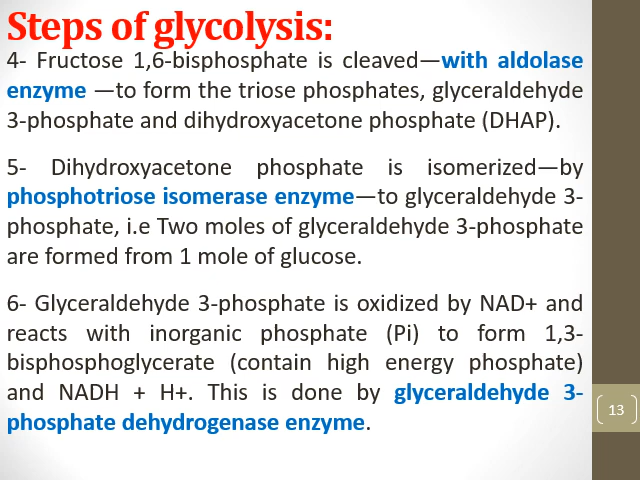 Steps of glycolysis:
4- Fructose 1,6-bisphosphate is cleaved—with aldolase
enzyme —to form the triose phosphates, glyceraldehyde
3-phosphate and dihydroxyacetone phosphate (DHAP).
5- Dihydroxyacetone phosphate is isomerized—by
phosphotriose isomerase enzyme—to glyceraldehyde 3-
phosphate, i.e Two moles of glyceraldehyde 3-phosphate
are formed from 1 mole of glucose.
6- Glyceraldehyde 3-phosphate is oxidized by NAD+ and
reacts with inorganic phosphate (Pi) to form 1,3-
bisphosphoglycerate (contain high energy phosphate)
and NADH + H+. This is done by glyceraldehyde 3-
phosphate dehydrogenase enzyme.
13